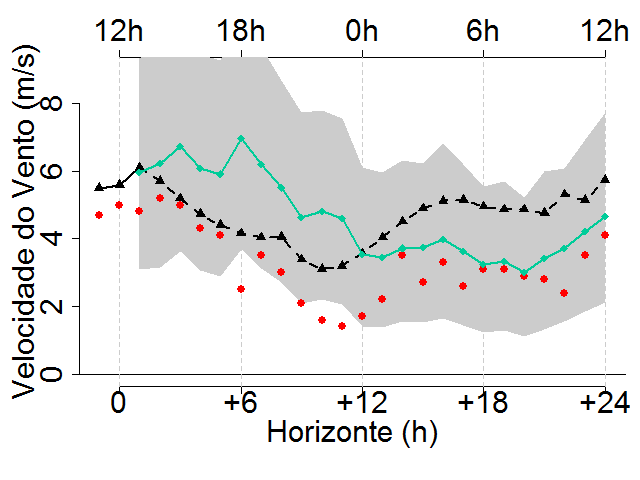 12h 18h 0h 6h 12h
Velocidade do Vento (m/s)
8
6
4
2
0
0 +6 +12 +18 +24
Horizonte (h)